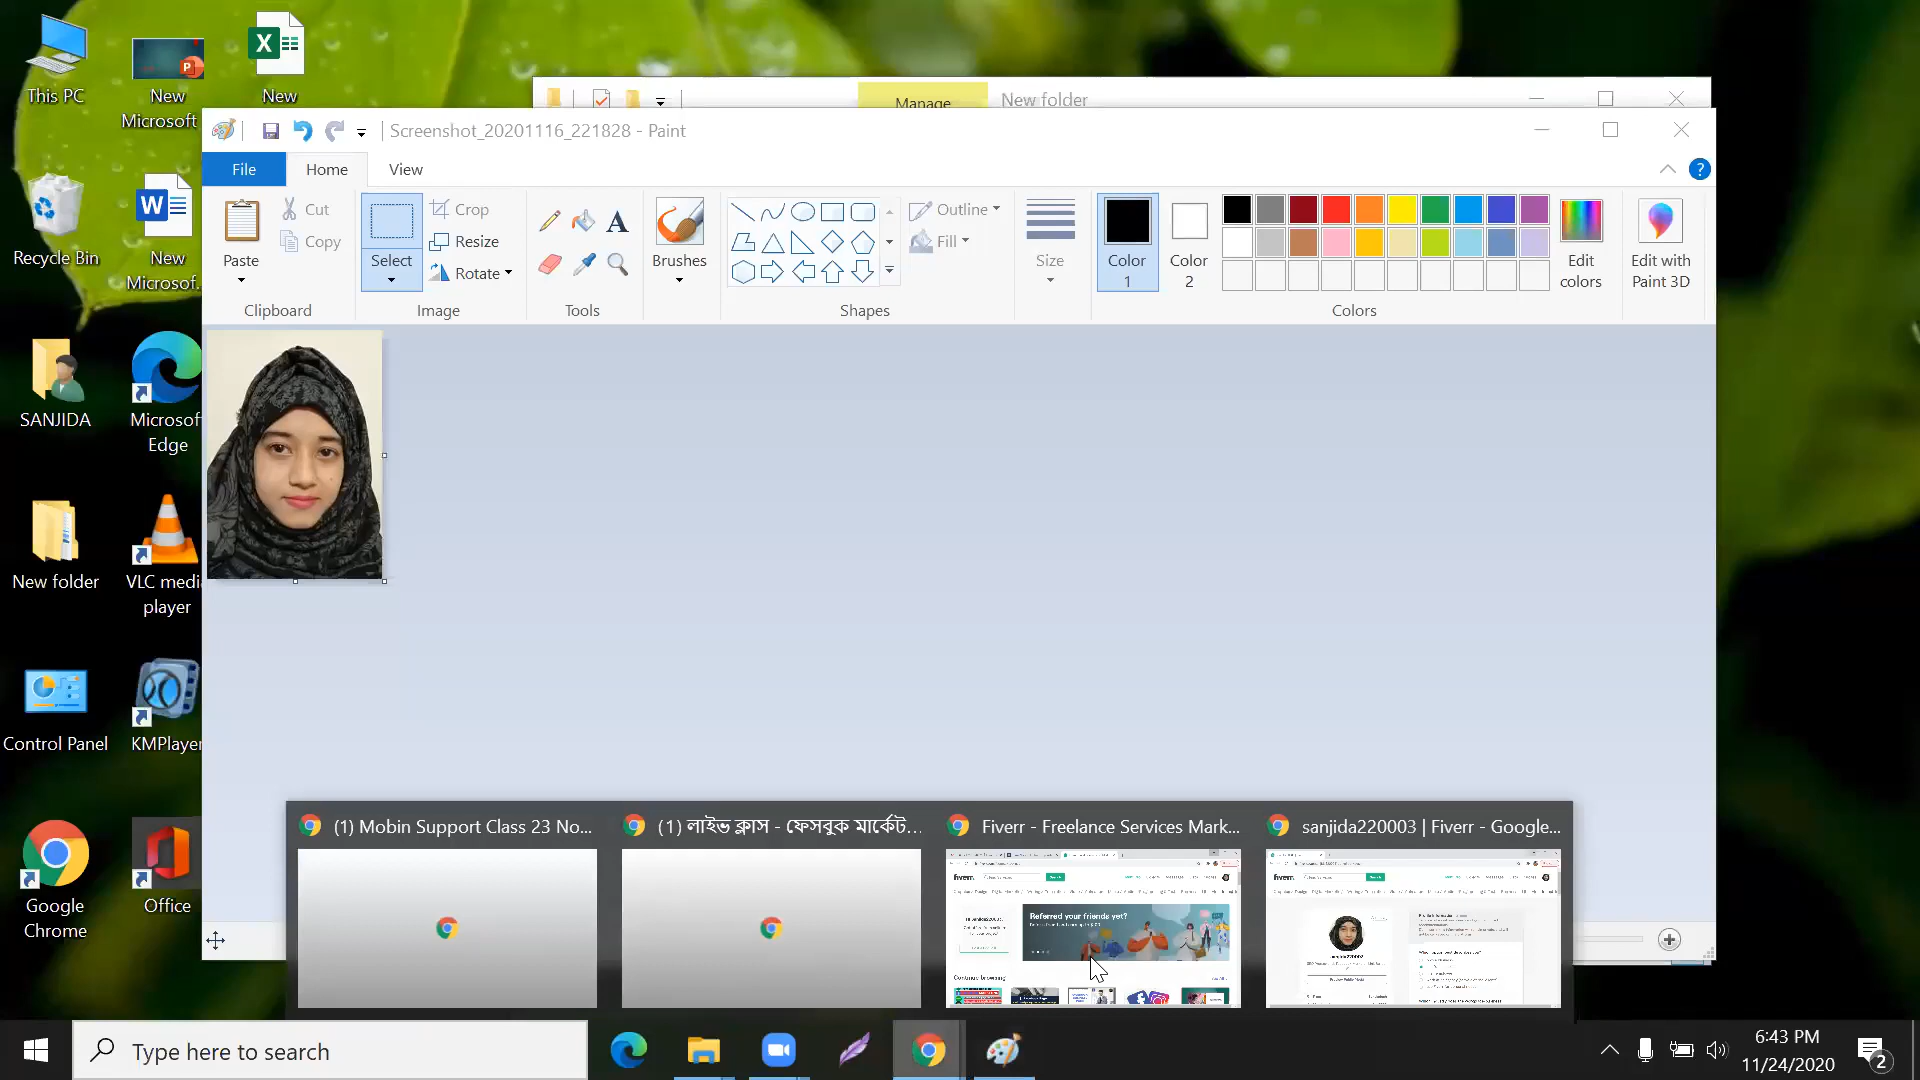 This PC
New
Microsoft
New
Manage
New folder
Screenshot_20201116_221828 - Paint
File
Home
View
Paste
Cut
Copy
Clipboard
Select
Crop
Resize
Rotate
Image
A
Tools
Brushes
Shapes
Outline
Fill
Size
Color
1
Color
2
Edit
colors
Colors
Edit with
Paint 3D
Recycle Bin
New
Microsof.
SANJIDA
Microsof
Edge
New folder
VLC medi
player
Control Panel
KMPlayer
Google
Chrome
Office
(1) Mobin Support Class 23 No...
(1) লাইভ ক্লাস - ফেসবুক মার্কেট...
Fiverr - Freelance Services Mark...
sanjida220003 | Fiverr - Google...
fiverr.
Referred your friends yet?
Continue browsing
fiverr.
Type here to search
6:43 PM
11/24/2020
2